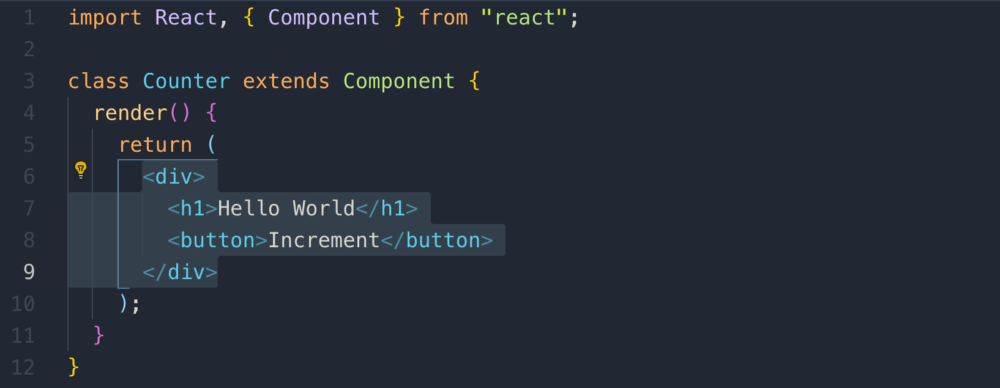 1 import React, { Component } from "react";
2
3 class Counter extends Component {
4   render() {
5     return (
6       <div>
7         <h1>Hello World</h1>
8         <button>Increment</button>
9       </div>
10     );
11   }
12 }